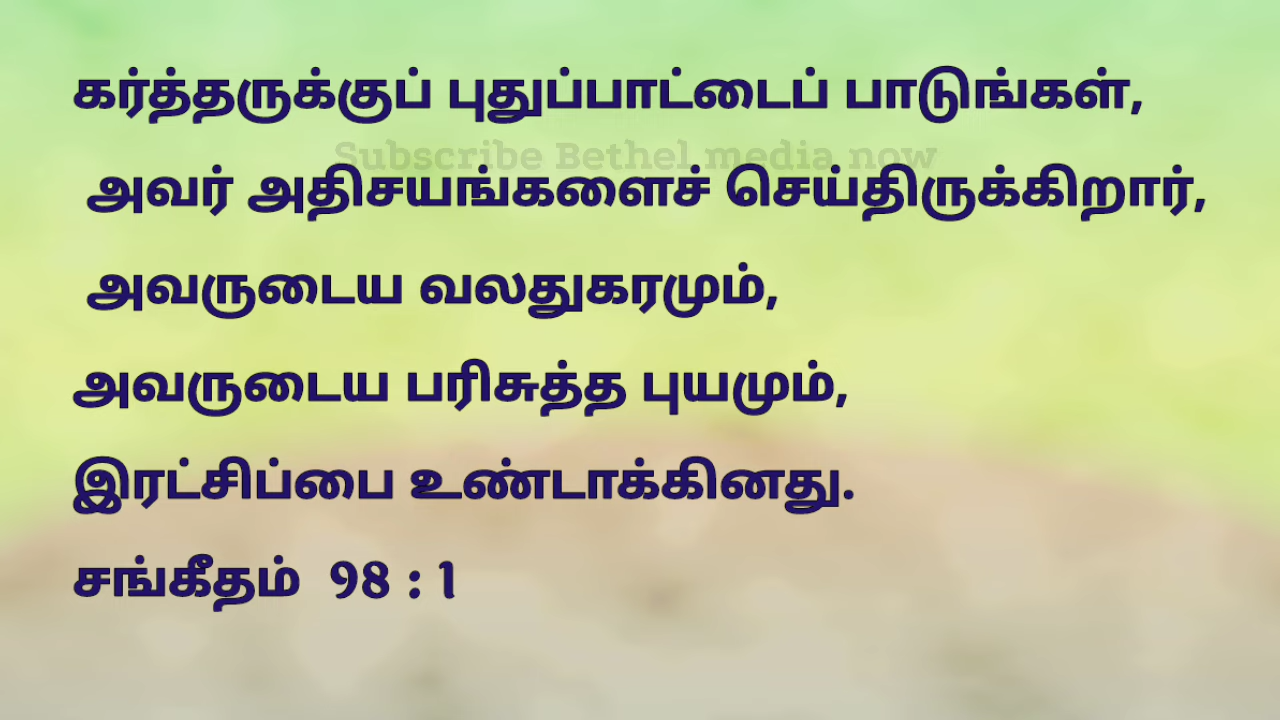 கர்த்தருக்குப் புதுப்பாட்டைப் பாடுங்கள்,
Subscribe Bethel media now
அவர் அதிசயங்களைச் செய்திருக்கிறார்,
அவருடைய வலதுகரமும்,
அவருடைய பரிசுத்த புயமும்,
இரட்சிப்பை உண்டாக்கினது.
சங்கீதம் 98 : 1